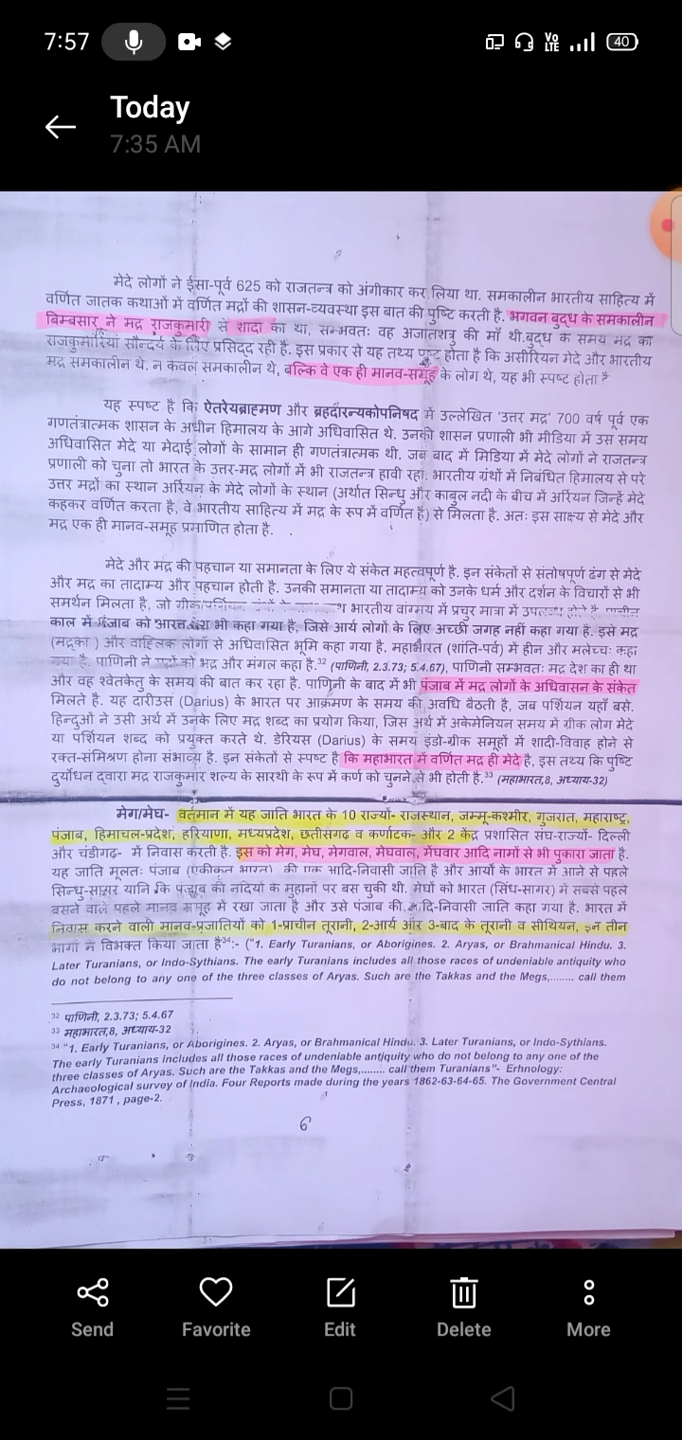 7:57
Vo LTE
40
Today
7:35 AM
मेदे लोगों ने ईसा-पूर्व 625 को राजतन्त्र को अंगीकार कर लिया था. समकालीन भारतीय साहित्य में
वर्णित जातक कथाओं में वर्णित मद्रों की शासन-व्यवस्था इस बात की पुष्टि करती है. भगवन बुद्ध के समकालीन
बिम्बसार ने मद्र राजकुमारी से शादी का था, सम्भवतः वह अजातशत्रु की माँ थी.बुद्ध के समय मद्र की
राजकुमारियाँ सौन्दर्य के लिए प्रसिद्द रही है. इस प्रकार से यह तथ्य पुष्ट होता है कि असीरियन मेदे और भारतीय
मद्र समकालीन थे. न केवल समकालीन थे, बल्कि वे एक ही मानव-समूह के लोग थे, यह भी स्पष्ट होता है
यह स्पष्ट है कि ऐतरेयब्राह्मण और ब्रहदारन्यकोपनिषद में उल्लेखित 'उत्तर मद्र' 700 वर्ष पूर्व एक
गणतंत्रात्मक शासन के अधीन हिमालय के आगे अधिवासित थे. उनकी शासन प्रणाली भी मीडिया में उस समय
अधिवासित मेदे या मेदाई लोगों के सामान ही गणतंत्रात्मक थी. जब बाद में मिडिया में मेदे लोगों ने राजतन्त्र
प्रणाली को चुना तो भारत के उत्तर-मद्र लोगों में भी राजतन्त्र हावी रहा. भारतीय ग्रंथों में निबंधित हिमालय से परे
उत्तर मद्रों का स्थान अर्रियन के मेदे लोगों के स्थान (अर्थात सिन्धु और काबुल नदी के बीच में अर्रियन जिन्हें मेदे
कहकर वर्णित करता है, वे भारतीय साहित्य में मद्र के रूप में वर्णित है) से मिलता है. अतः इस साक्ष्य से मेदे और
मद्र एक ही मानव-समूह प्रमाणित होता है.
मेदे और मद्र की पहचान या समानता के लिए ये संकेत महत्वपूर्ण है. इन संकेतों से संतोषपूर्ण ढंग से मेदे
और मद्र का तादाम्य और पहचान होती है. उनकी समानता या तादाम्य को उनके धर्म और दर्शन के विचारों से भी
समर्थन मिलता है, जो भारतीय वांग्मय में प्रचुर मात्रा में
काल में पंजाब को भी कहा गया है, जिसे आर्य लोगों के लिए अच्छी जगह नहीं कहा गया है. इसे मद्र
(मद्रका ) और वाह्लिक लोगों से अधिवासित भूमि कहा गया है. महाभारत (शांति-पर्व) में हीन और मलेच्छः कहा
गया है. पाणिनी ने मद्रों को भद्र और मंगल कहा है.³² (पाणिनी, 2.3.73; 5.4.67), पाणिनी सम्भवतः मद्र देश का ही था
और वह श्वेतकेतु के समय की बात कर रहा है. पाणिनी के बाद में भी पंजाब में मद्र लोगों के अधिवासन के संकेत
मिलते है. यह दारीउस (Darius) के भारत पर आक्रमण के समय की अवधि बैठती है, जब पर्शियन यहाँ बसे.
हिन्दुओं ने उसी अर्थ में उनके लिए मद्र शब्द का प्रयोग किया, जिस अर्थ में अकेमेनियन समय में ग्रीक लोग मेदे
या पर्शियन शब्द को प्रयुक्त करते थे. डेरियस (Darius) के समय इंडो-ग्रीक समूहों में शादी-विवाह होने से
रक्त-संमिश्रण होना संभाव्य है. इन संकेतों से स्पष्ट है कि महाभारत में वर्णित मद्र ही मेदे है, इस तथ्य कि पुष्टि
दुर्योधन द्वारा मद्र राजकुमार शल्य के सारथी के रूप में कर्ण को चुनने से भी होती है.³³ (महाभारत,8, अध्याय-32)
मेग/मेघ- वर्तमान में यह जाति भारत के 10 राज्यों- राजस्थान, जम्मू-कश्मीर, गुजरात, महाराष्ट्र,
पंजाब, हिमाचल-प्रदेश, हरियाणा, मध्यप्रदेश, छतीसगढ व कर्णाटक- और 2 केंद्र प्रशासित संघ-राज्यों- दिल्ली
और चंडीगढ़- में निवास करती है. इस को मेग, मेघ, मेगवाल, मेघवाल, मेंघवार आदि नामों से भी पुकारा जाता है.
यह जाति मूलतः पंजाब (एकीकृत भारत) की एक आदि-निवासी जाति है और आर्यों के भारत में आने से पहले
सिन्धु-सागर यानि कि पंजाब की नदियों के मुहानों पर बस चुकी थी. मेघों को भारत (सिंध-सागर) में सबसे पहले
बसने वाले पहले मानव समूह में रखा जाता है और उसे पंजाब की आदि-निवासी जाति कहा गया है. भारत में
निवास करने वाली मानव-प्रजातियों को 1-प्राचीन तूरानी, 2-आर्य और 3-बाद के तूरानी व सीथियन, इन तीन
भागों में विभक्त किया जाता है³⁴:- ("1. Early Turanians, or Aborigines. 2. Aryas, or Brahmanical Hindu. 3.
Later Turanians, or Indo-Sythians. The early Turanians includes all those races of undeniable antiquity who
do not belong to any one of the three classes of Aryas. Such are the Takkas and the Megs,........ call them
³² पाणिनी, 2.3.73; 5.4.67
³³ महाभारत,8, अध्याय-32
³⁴ "1. Early Turanians, or Aborigines. 2. Aryas, or Brahmanical Hindu. 3. Later Turanians, or Indo-Sythians.
The early Turanians includes all those races of undeniable antiquity who do not belong to any one of the
three classes of Aryas. Such are the Takkas and the Megs,........ call them Turanians"- Erhnology:
Archaeological survey of India. Four Reports made during the years 1862-63-64-65. The Government Central
Press, 1871 , page-2.
6
Send
Favorite
Edit
Delete
More